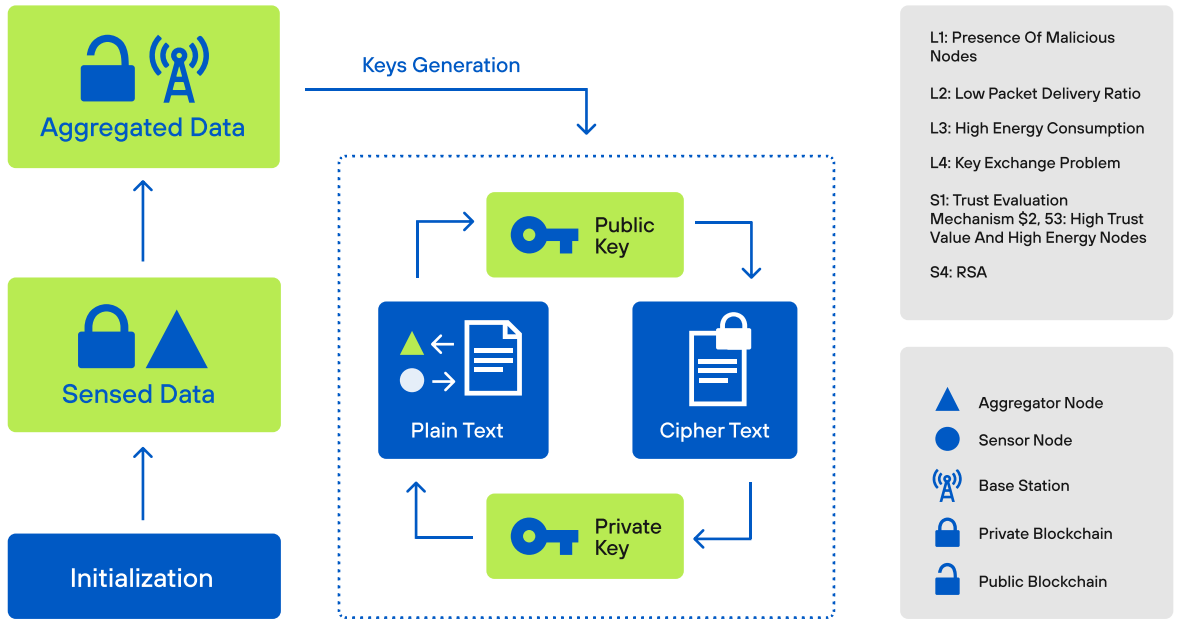 Aggregated Data
Sensed Data
Initialization
Keys Generation
Public
Key
Plain Text
Cipher Text
Private
Key
L1: Presence Of Malicious
Nodes
L2: Low Packet Delivery Ratio
L3: High Energy Consumption
L4: Key Exchange Problem
S1: Trust Evaluation
Mechanism $2, 53: High Trust
Value And High Energy Nodes
S4: RSA
Aggregator Node
Sensor Node
Base Station
Private Blockchain
Public Blockchain